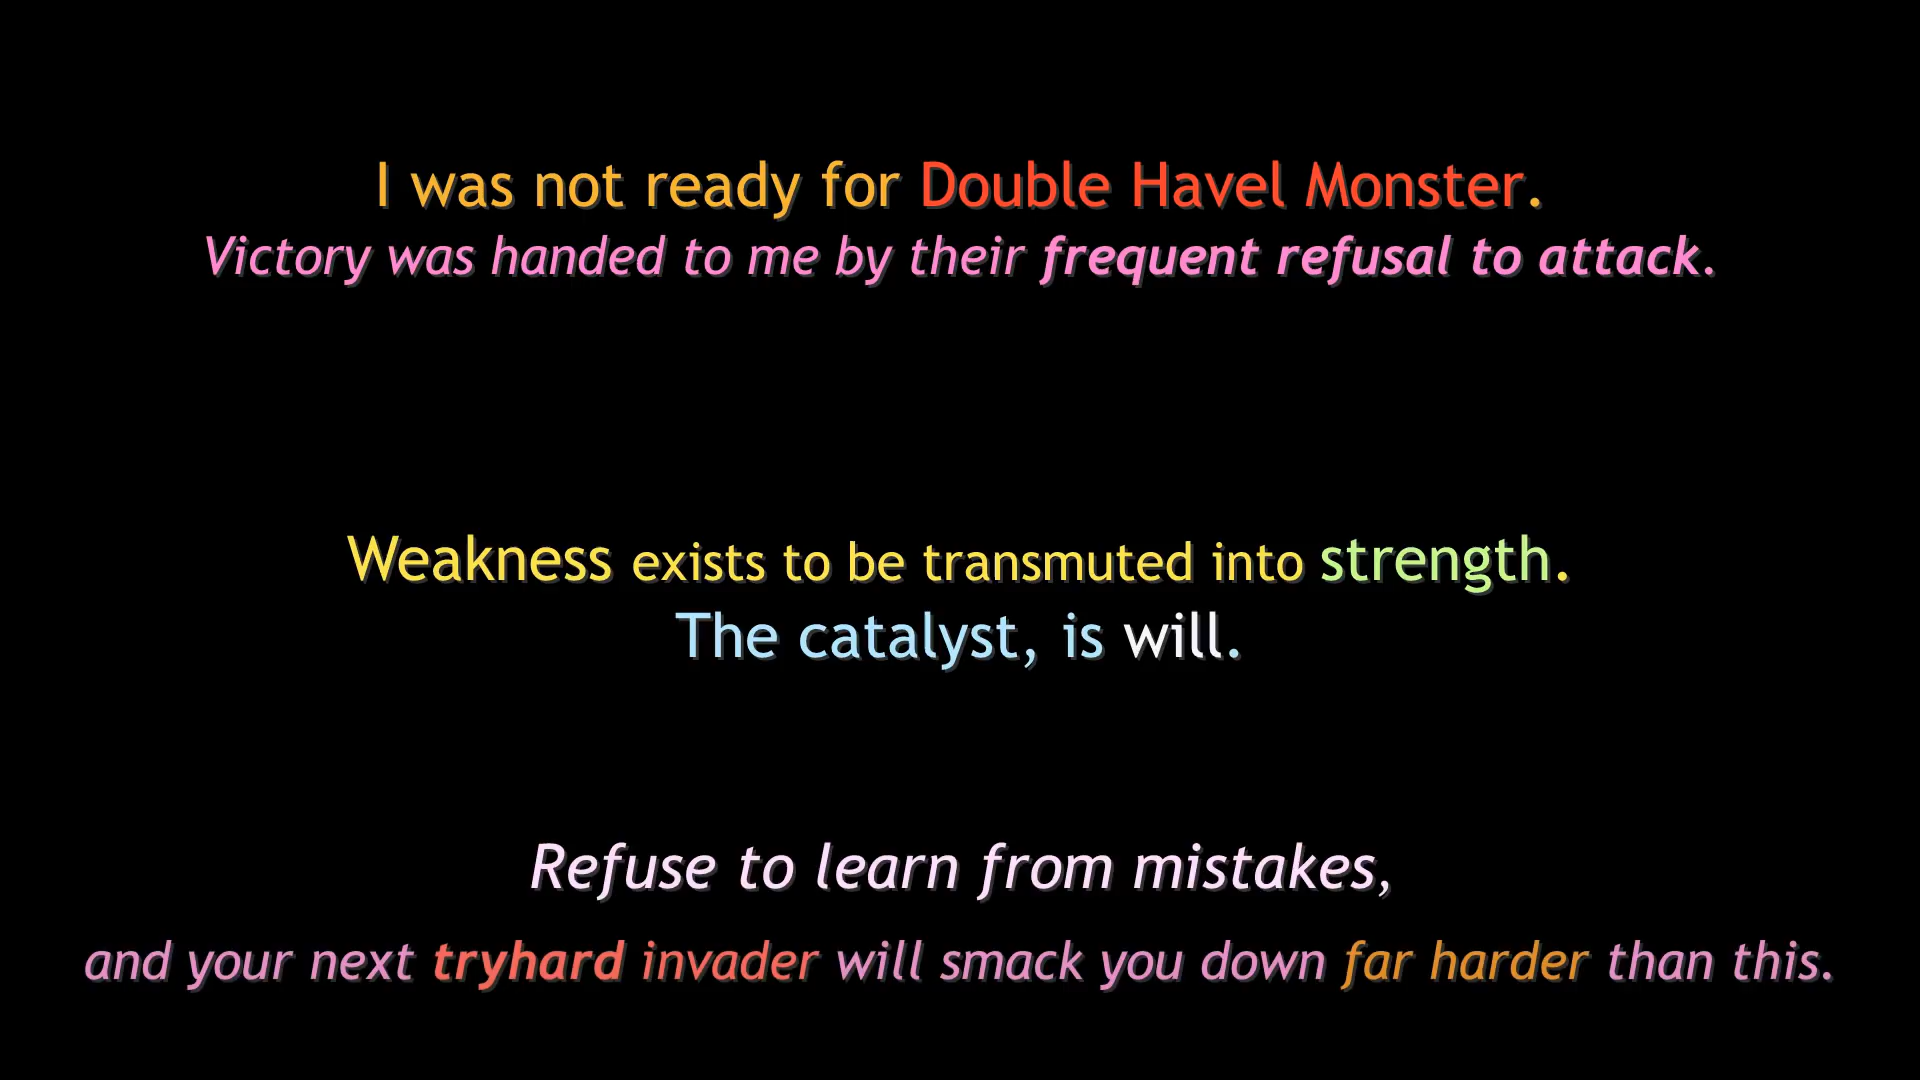 I was not ready for Double Havel Monster.
Victory was handed to me by their frequent refusal to attack.
Weakness exists to be transmuted into strength.
The catalyst, is will.
Refuse to learn from mistakes,
and your next tryhard invader will smack you down far harder than this.